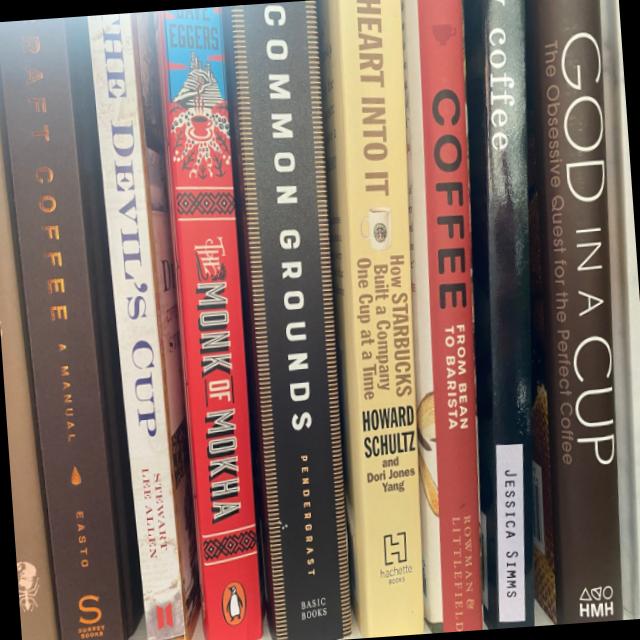 RAFT COFFEE A MANUAL
EASTO
S
SURREY BOOKS
THE DEVIL'S CUP
STEWART
LEE ALLEN
EGGERS
THE MONK OF MOKHA
COMMON GROUNDS
PENDERGRAST
BASIC
BOOKS
HEART INTO IT
How STARBUCKS
Built a Company
One Cup at a Time
HOWARD
SCHULTZ
and
Dori Jones
Yang
H
hachette
BOOKS
COFFEE
FROM BEAN
TO BARISTA
ROWMAN &
LITTLEFIELD
coffee
JESSICA SIMMS
GOD IN A CUP
The Obsessive Quest for the Perfect Coffee
HMH